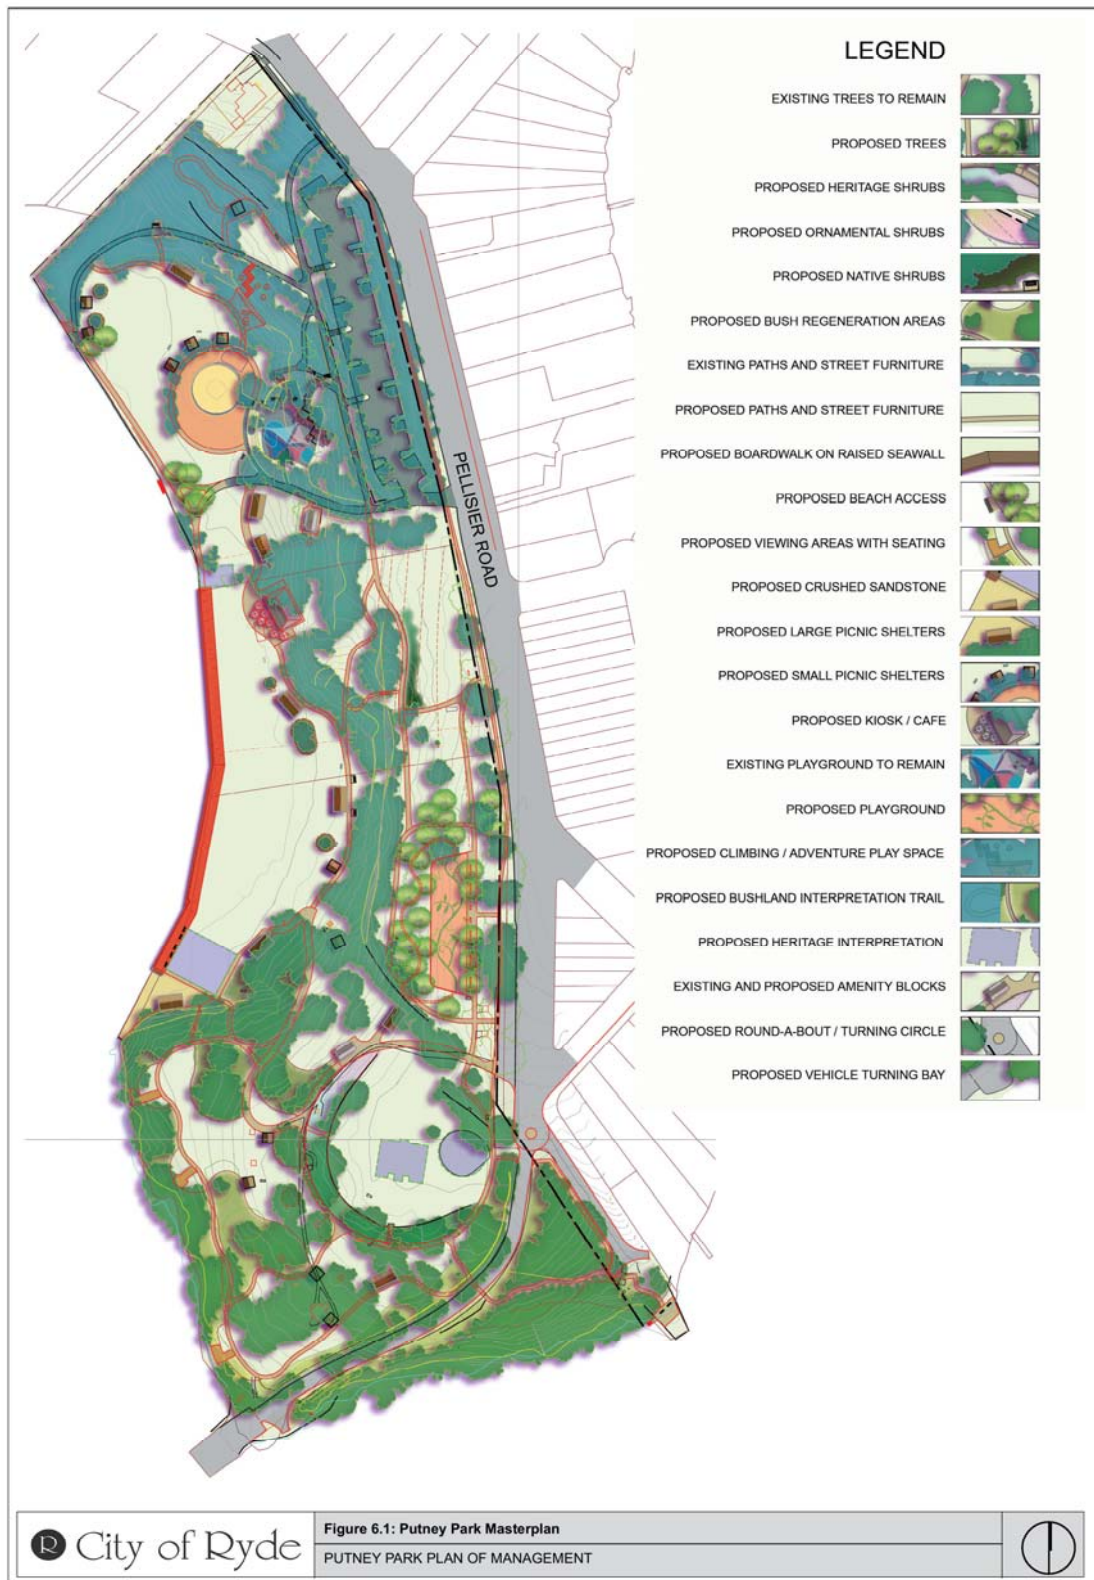 LEGEND
EXISTING TREES TO REMAIN
PROPOSED TREES
PROPOSED HERITAGE SHRUBS
PROPOSED ORNAMENTAL SHRUBS
PROPOSED NATIVE SHRUBS
PROPOSED BUSH REGENERATION AREAS
EXISTING PATHS AND STREET FURNITURE
PROPOSED PATHS AND STREET FURNITURE
PROPOSED BOARDWALK ON RAISED SEAWALL
PROPOSED BEACH ACCESS
PROPOSED VIEWING AREAS WITH SEATING
PROPOSED CRUSHED SANDSTONE
PROPOSED LARGE PICNIC SHELTERS
PROPOSED SMALL PICNIC SHELTERS
PROPOSED KIOSK / CAFE
EXISTING PLAYGROUND TO REMAIN
PROPOSED PLAYGROUND
PROPOSED CLIMBING / ADVENTURE PLAY SPACE
PROPOSED BUSHLAND INTERPRETATION TRAIL
PROPOSED HERITAGE INTERPRETATION
EXISTING AND PROPOSED AMENITY BLOCKS
PROPOSED ROUND-A-BOUT / TURNING CIRCLE
PROPOSED VEHICLE TURNING BAY
PELLISIER ROAD
R City of Ryde
Figure 6.1: Putney Park Masterplan
PUTNEY PARK PLAN OF MANAGEMENT